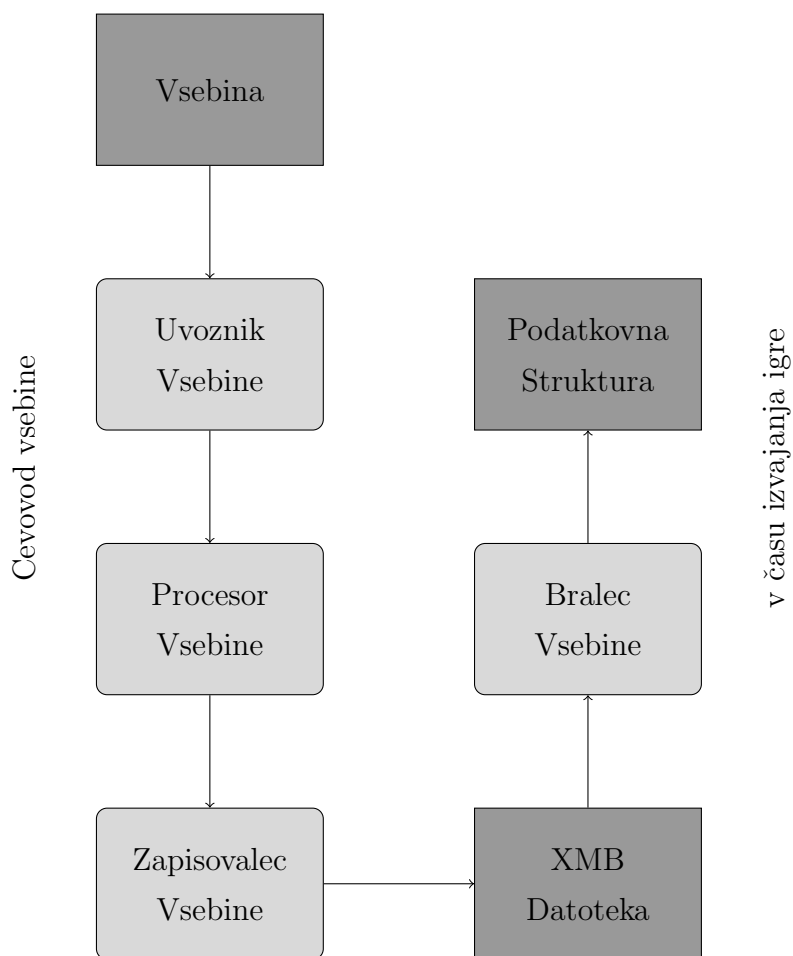 Vsebina
Uvoznik
Vsebine
Podatkovna
Struktura
Cevovod vsebine
v času izvajanja igre
Procesor
Vsebine
Bralec
Vsebine
Zapisovalec
Vsebine
XMB
Datoteka